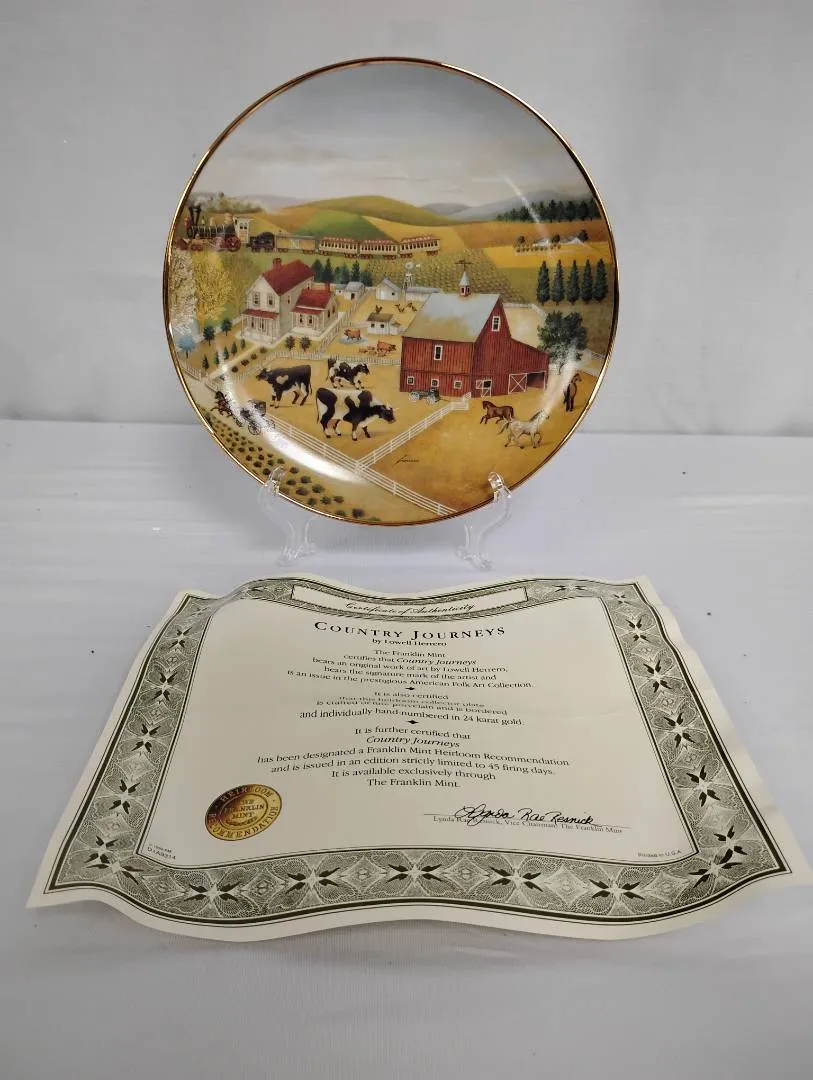 Certificate of Authenticity
COUNTRY JOURNEYS
by Lowell Herrero
The Franklin Mint
certifies that Country Journeys
bears an original work of art by Lowell Herrero,
bears the signature mark of the artist and
is an issue in the prestigious American Folk Art Collection.
It is also certified
that this heirloom collector plate
is crafted of fine porcelain and is bordered
and individually hand-numbered in 24 karat gold.
It is further certified that
Country Journeys
has been designated a Franklin Mint Heirloom Recommendation
and is issued in an edition strictly limited to 45 firing days.
It is available exclusively through
The Franklin Mint.
HEIRLOOM
THE
FRANKLIN
MINT
RECOMMENDATION
Lynda Rae Resnick
Lynda Rae Resnick, Vice Chairman, The Franklin Mint
Printed in U.S.A.